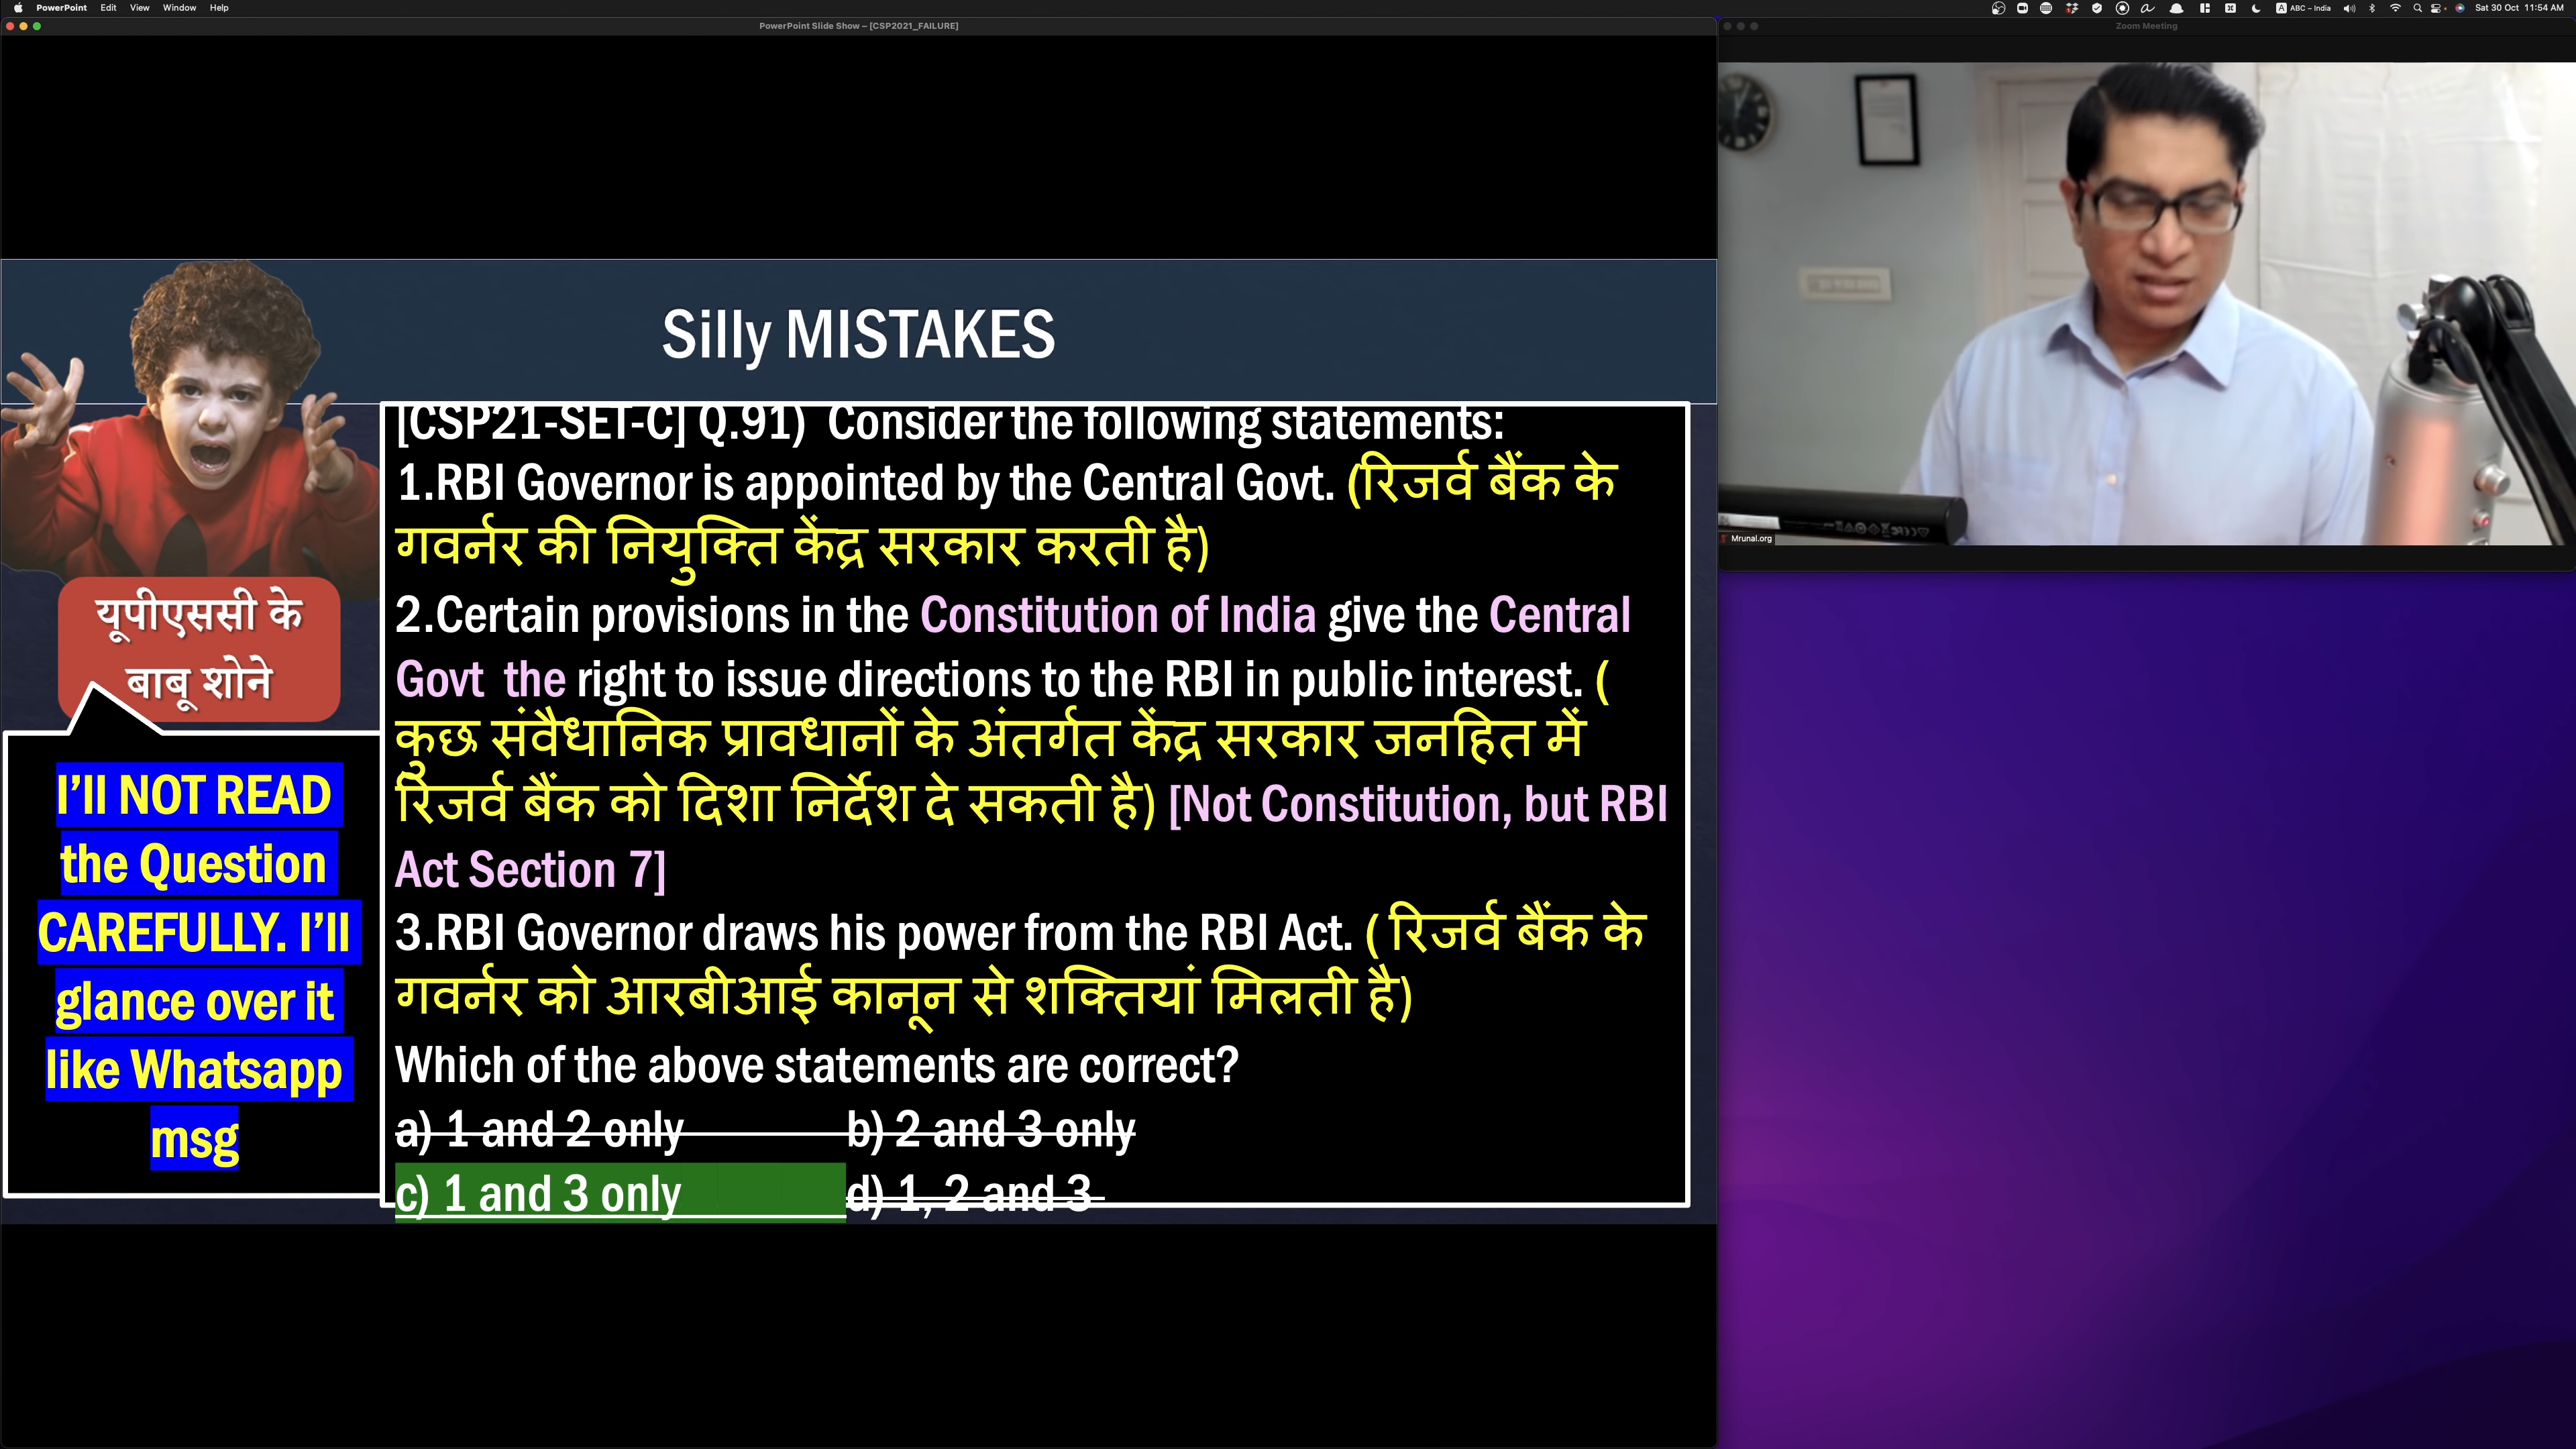 PowerPoint Edit View Window Help
ABC – India Sat 30 Oct 11:54 AM
PowerPoint Slide Show – [CSP2021_FAILURE]
Zoom Meeting
Silly MISTAKES
[CSP21-SET-C] Q.91) Consider the following statements:
1.RBI Governor is appointed by the Central Govt. (रिजर्व बैंक के
गवर्नर की नियुक्ति केंद्र सरकार करती है)
2.Certain provisions in the Constitution of India give the Central
Govt the right to issue directions to the RBI in public interest. (
कुछ संवैधानिक प्रावधानों के अंतर्गत केंद्र सरकार जनहित में
रिजर्व बैंक को दिशा निर्देश दे सकती है) [Not Constitution, but RBI
Act Section 7]
3.RBI Governor draws his power from the RBI Act. ( रिजर्व बैंक के
गवर्नर को आरबीआई कानून से शक्तियां मिलती है)
Which of the above statements are correct?
a) 1 and 2 only b) 2 and 3 only
c) 1 and 3 only d) 1, 2 and 3
यूपीएससी के
बाबू शोने
I'll NOT READ
the Question
CAREFULLY. I'll
glance over it
like Whatsapp
msg
Mrunal.org